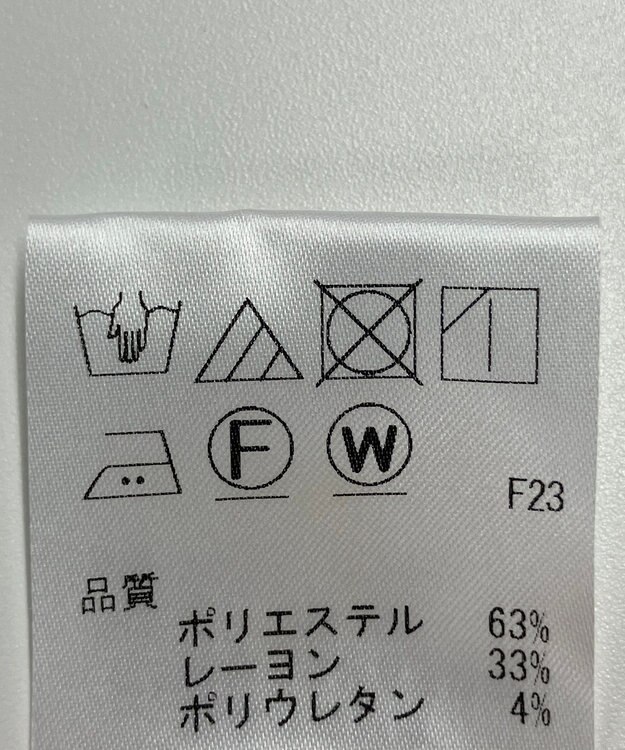 F W
F23
品質
ポリエステル 63%
レーヨン 33%
ポリウレタン 4%